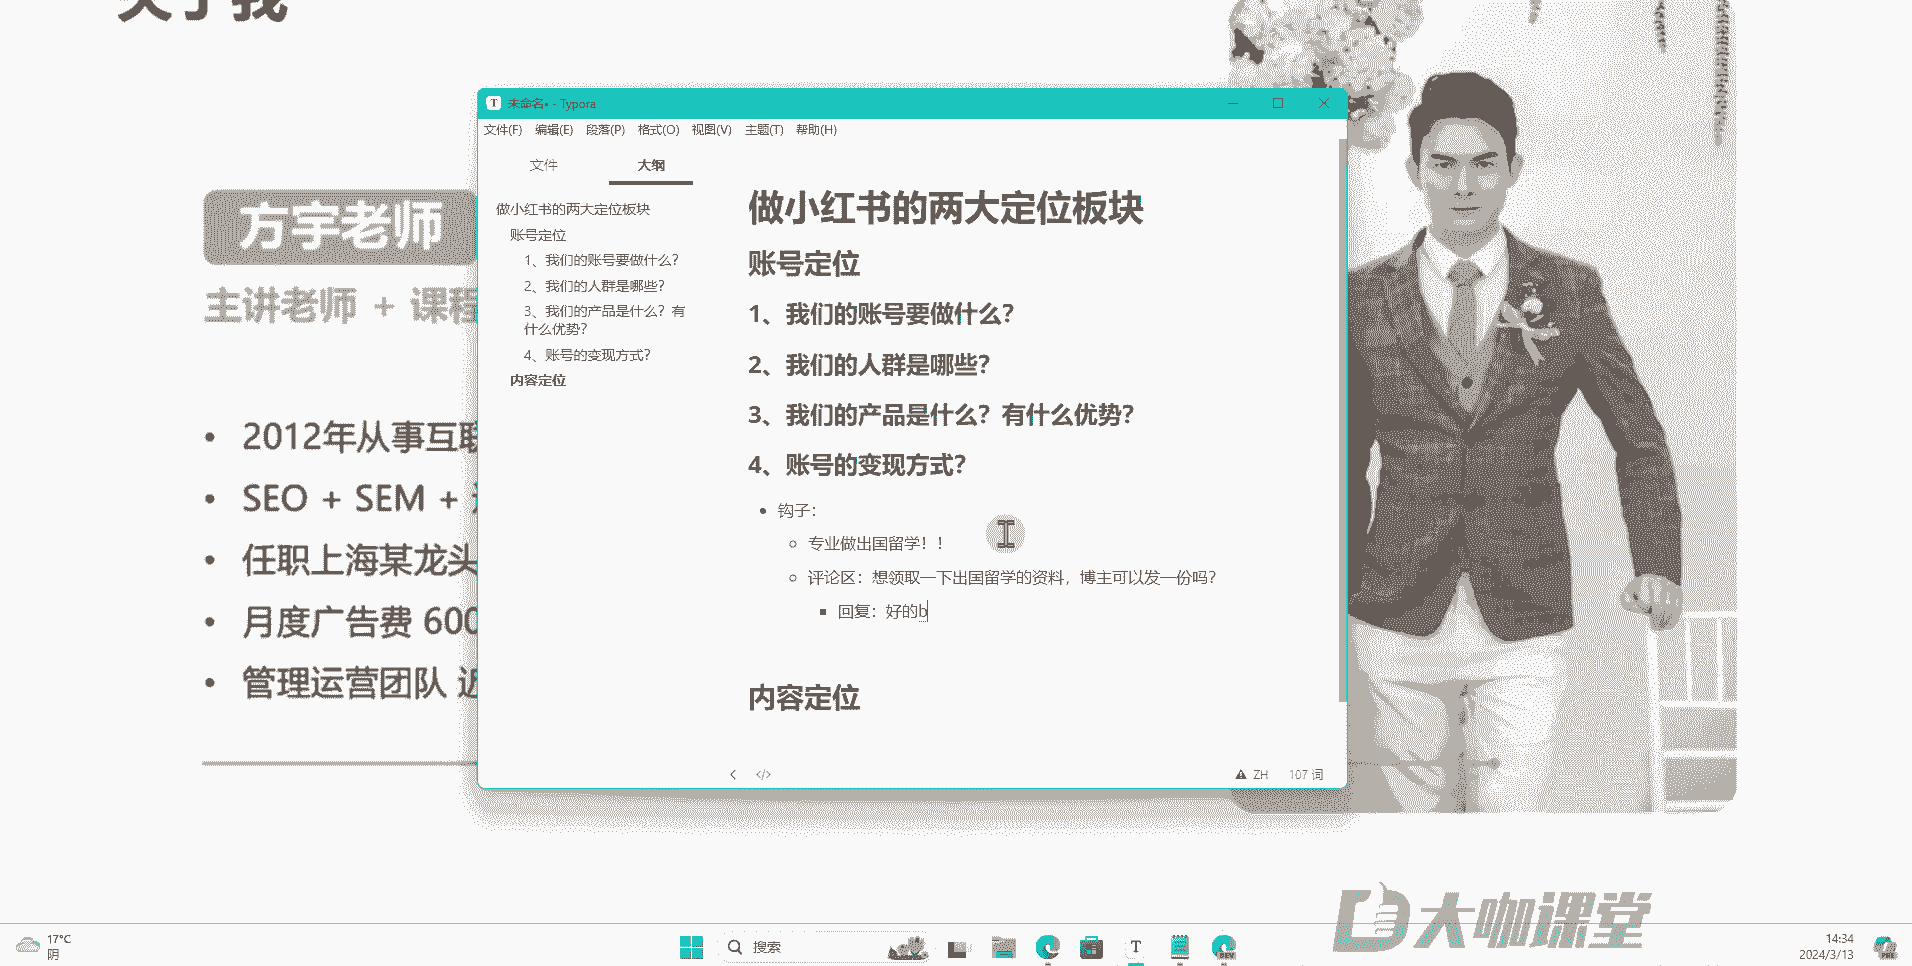 关于我
方宇老师
主讲老师 + 课程
• 2012年从事互联
• SEO + SEM +
• 任职上海某龙头
• 月度广告费 600
• 管理运营团队 近
未命名• - Typora
文件(F) 编辑(E) 段落(P) 格式(O) 视图(V) 主题(T) 帮助(H)
文件 大纲
做小红书的两大定位板块
账号定位
1、我们的账号要做什么?
2、我们的人群是哪些?
3、我们的产品是什么? 有
什么优势?
4、账号的变现方式?
内容定位
做小红书的两大定位板块
账号定位
1、我们的账号要做什么?
2、我们的人群是哪些?
3、我们的产品是什么? 有什么优势?
4、账号的变现方式?
• 钩子:
专业做出国留学! !
评论区: 想领取一下出国留学的资料, 博主可以发一份吗?
回复: 好的b
内容定位
</> ZH 107 词
大咖课堂
17°C
阴
搜索
T
DEV
14:34
2024/3/13
PRE